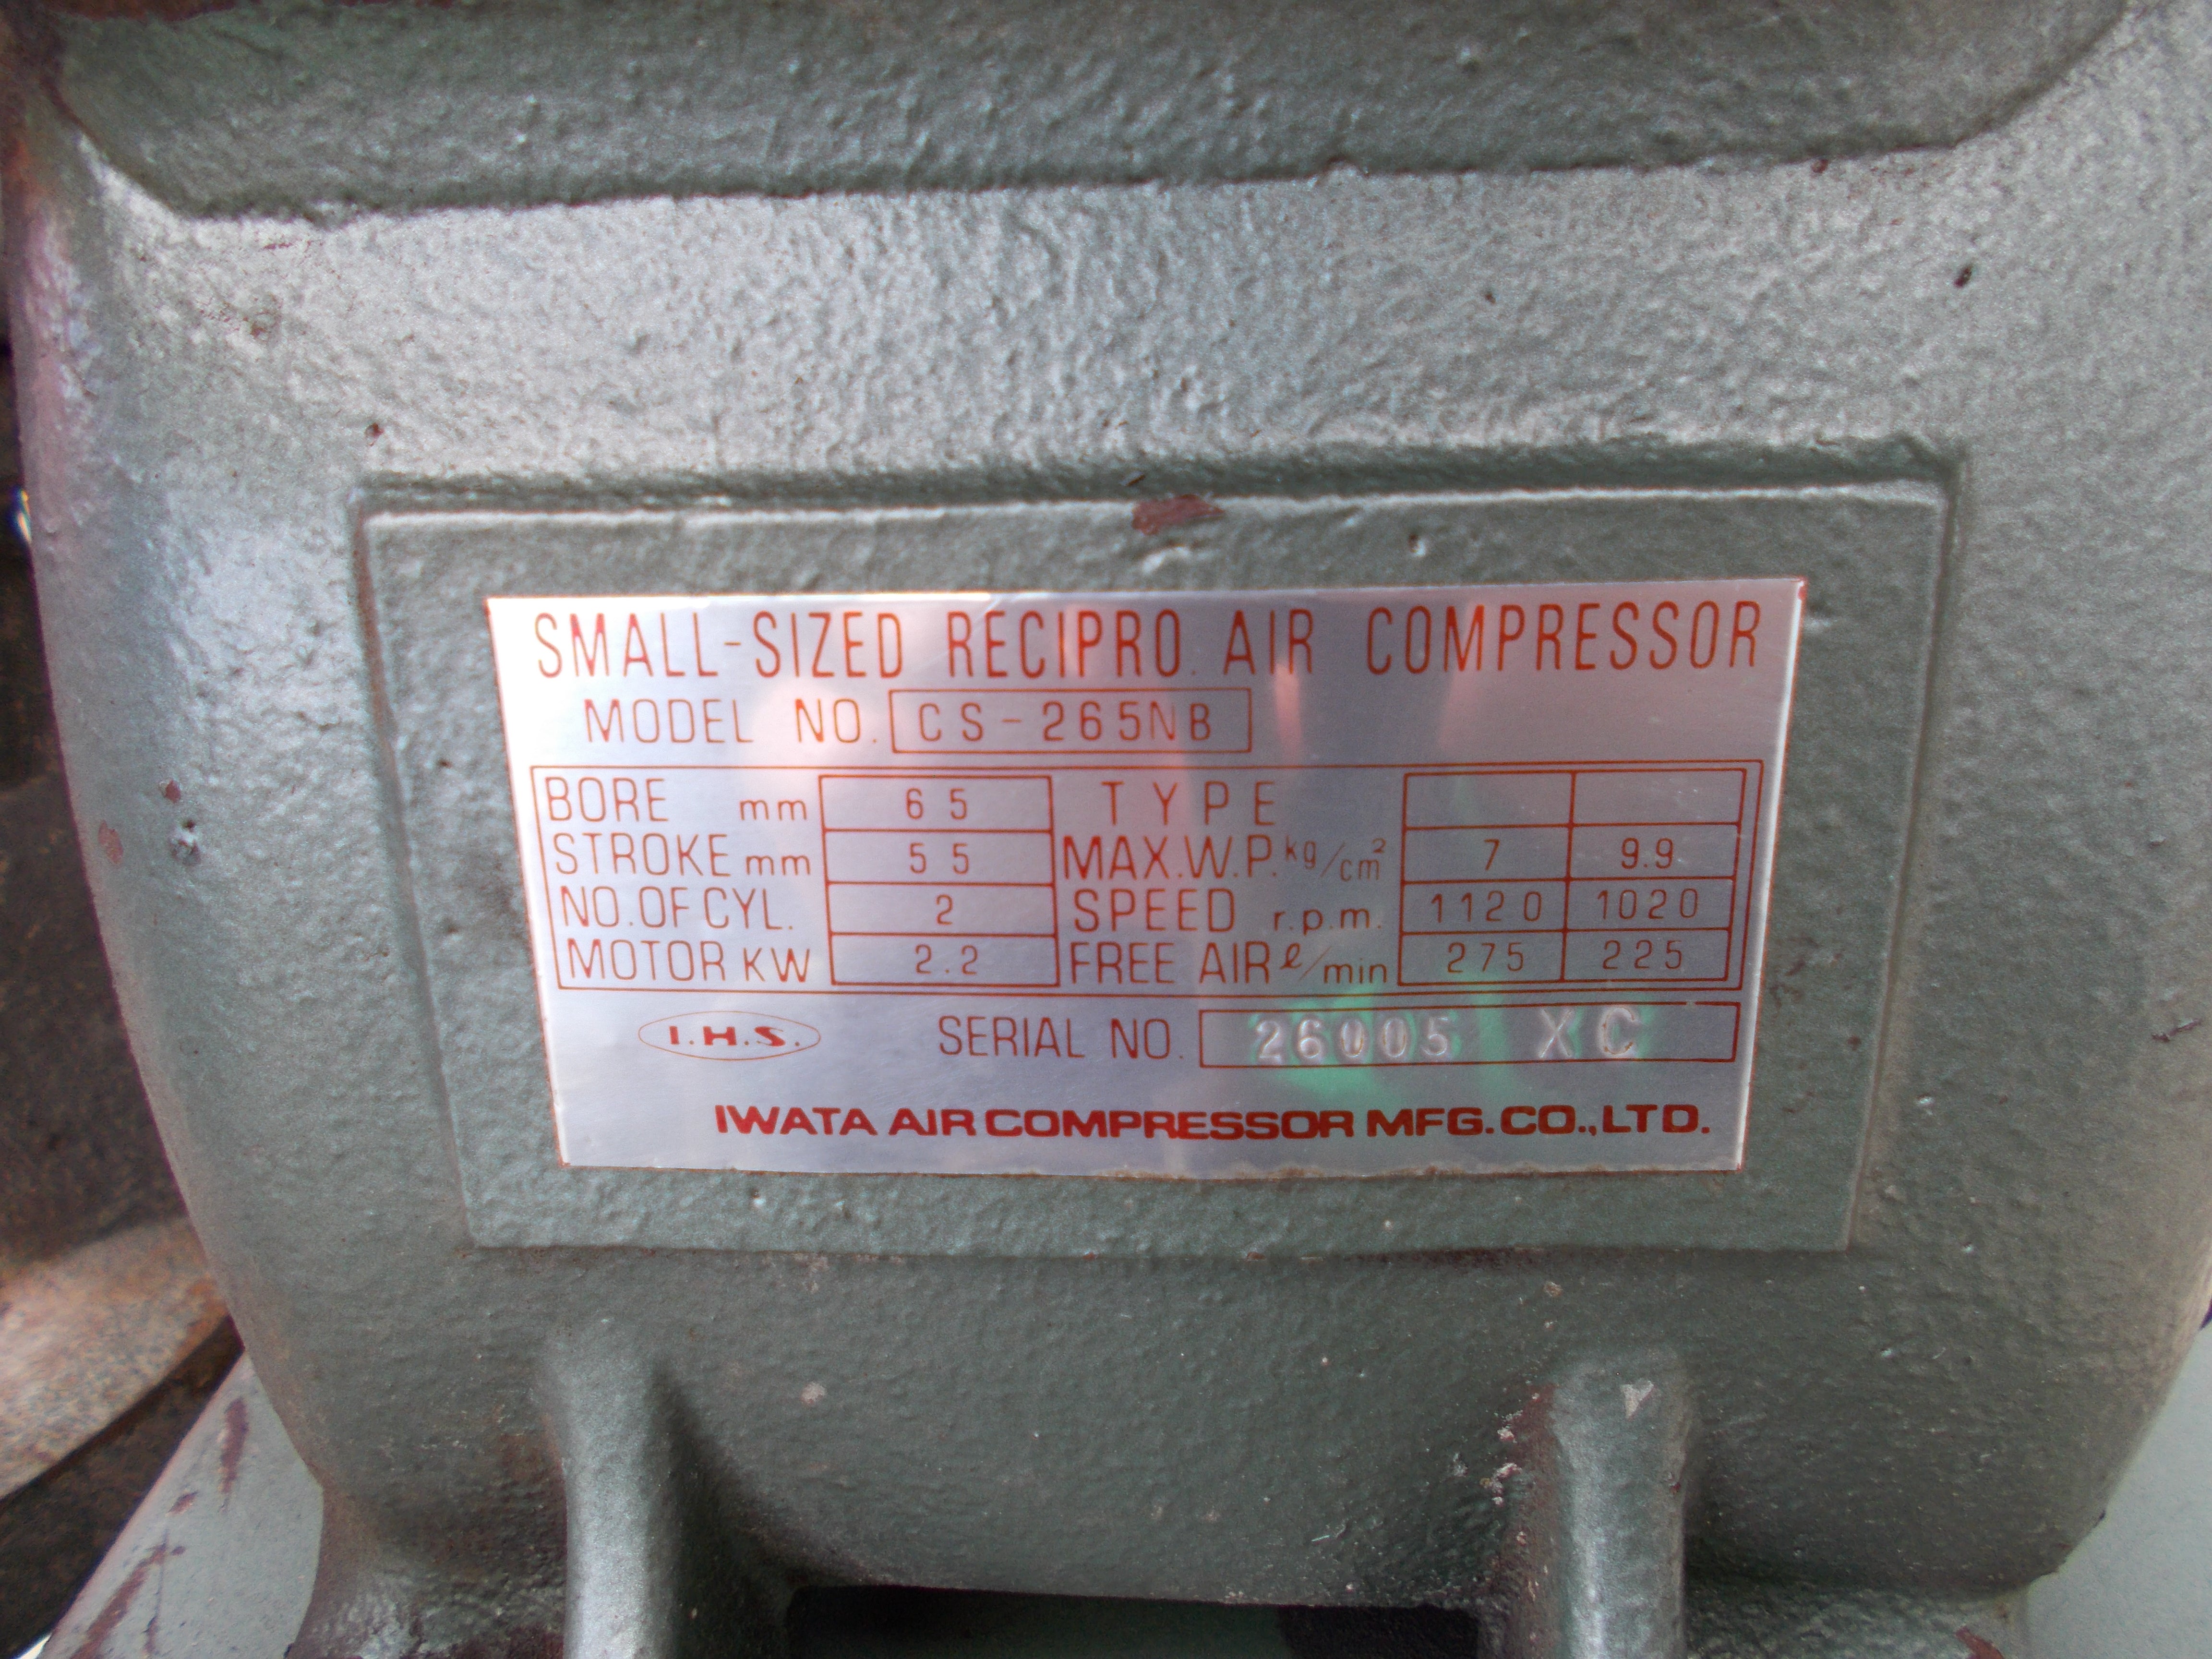 SMALL-SIZED RECIPRO. AIR COMPRESSOR
MODEL NO. CS-265NB
BORE mm 65 TYPE
STROKE mm 55 MAX.W.P. kg/cm² 7 9.9
NO.OF CYL. 2 SPEED r.p.m. 1120 1020
MOTOR KW 2.2 FREE AIR ℓ/min 275 225
I.H.S. SERIAL NO. 26005 XC
IWATA AIR COMPRESSOR MFG.CO.,LTD.